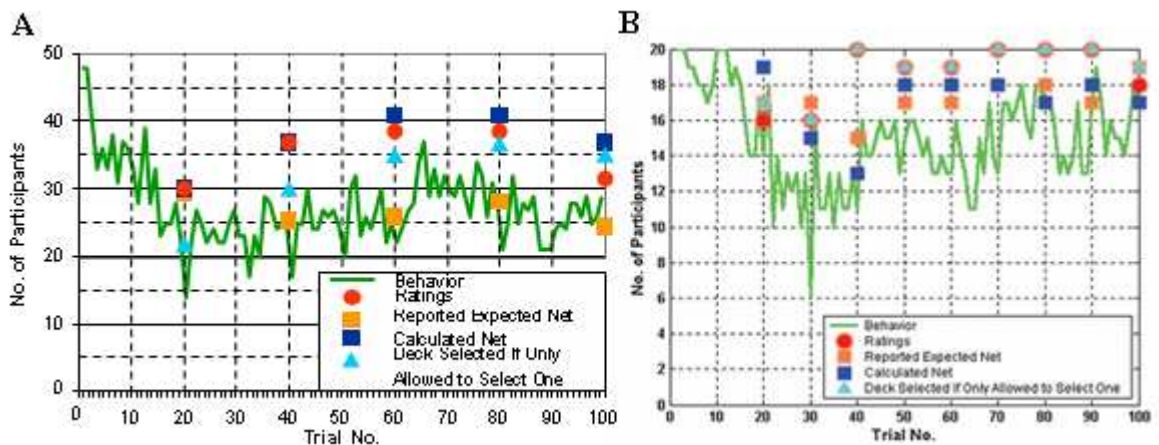 A
50
40
30
20
10
0
No. of Participants
0 10 20 30 40 50 60 70 80 90 100
Trial No.
Behavior
Ratings
Reported Expected Net
Calculated Net
Deck Selected If Only
Allowed to Select One
B
20
18
16
14
12
10
8
6
4
2
0
No. of Participants
0 10 20 30 40 50 60 70 80 90 100
Trial No.
Behavior
Ratings
Reported Expected Net
Calculated Net
Deck Selected If Only Allowed to Select One